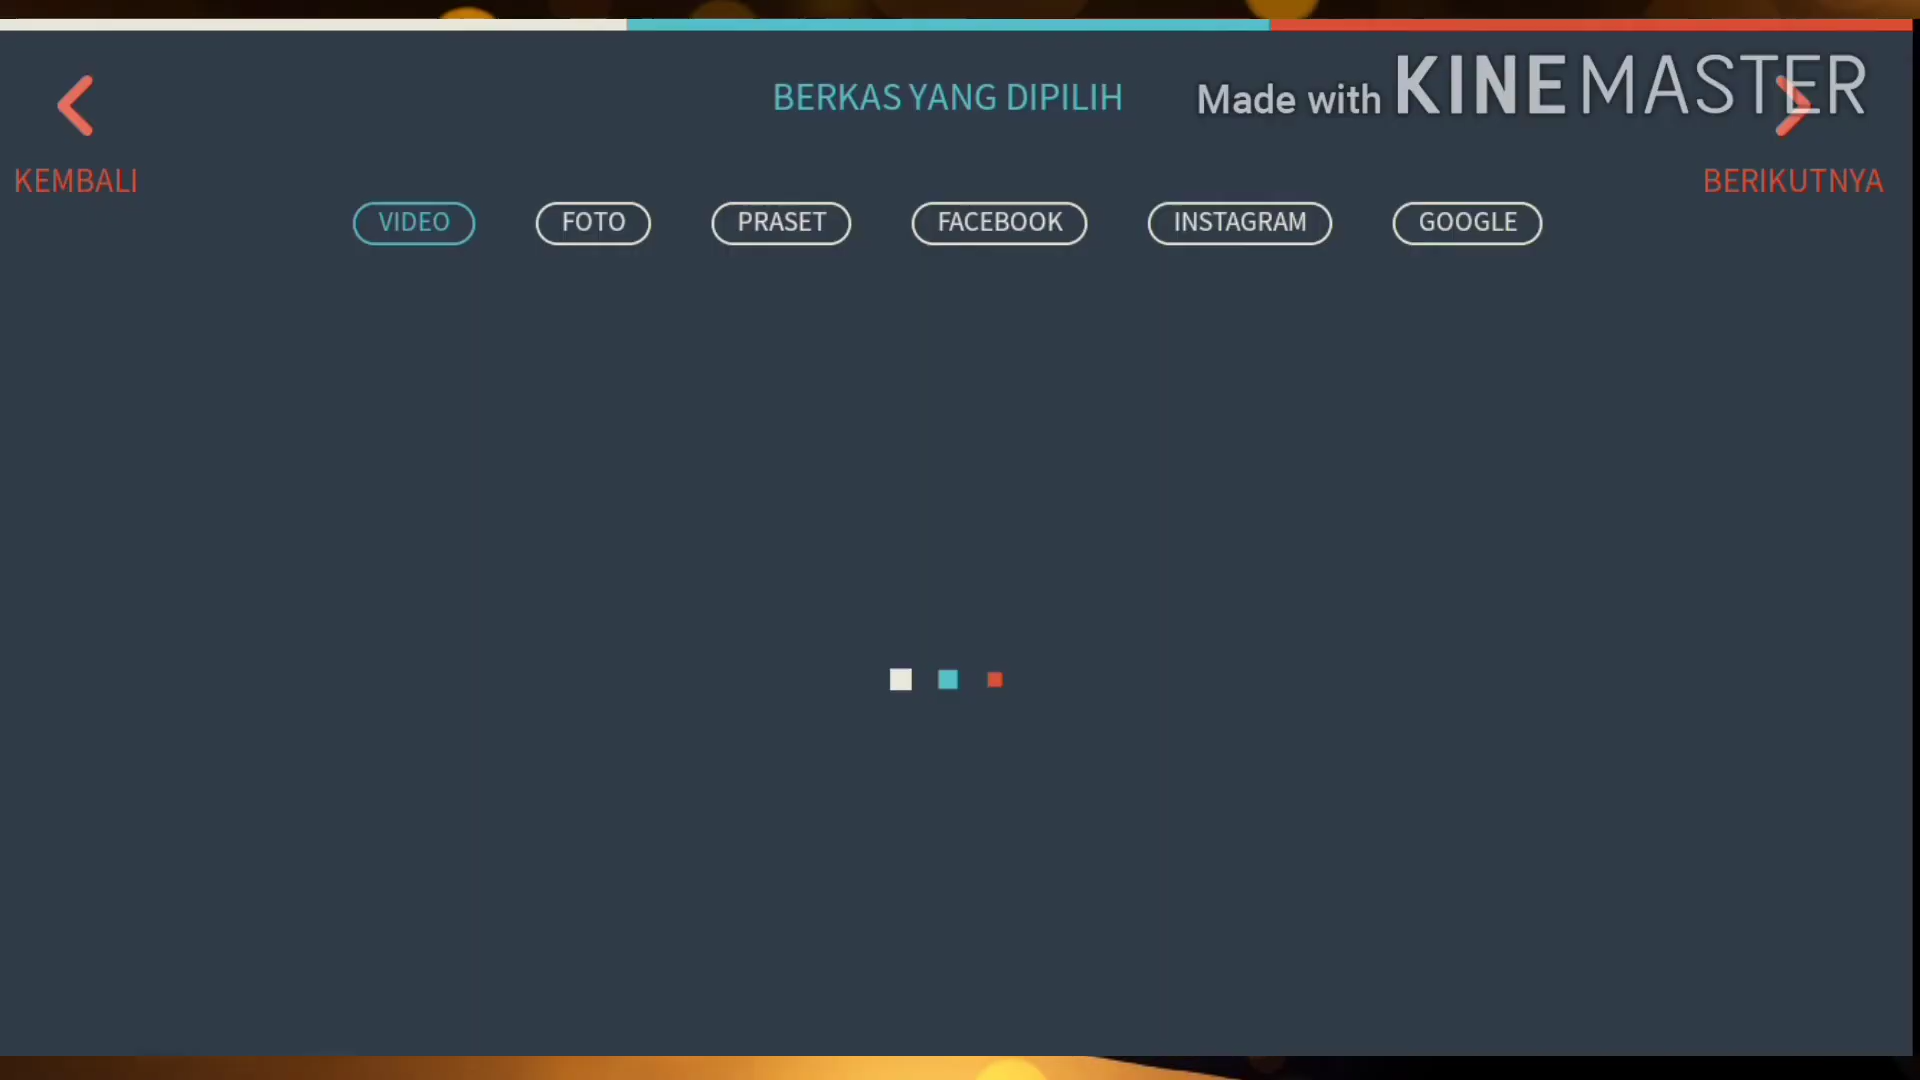 BERKAS YANG DIPILIH
Made with KINEMASTER
KEMBALI
BERIKUTNYA
VIDEO
FOTO
PRASET
FACEBOOK
INSTAGRAM
GOOGLE